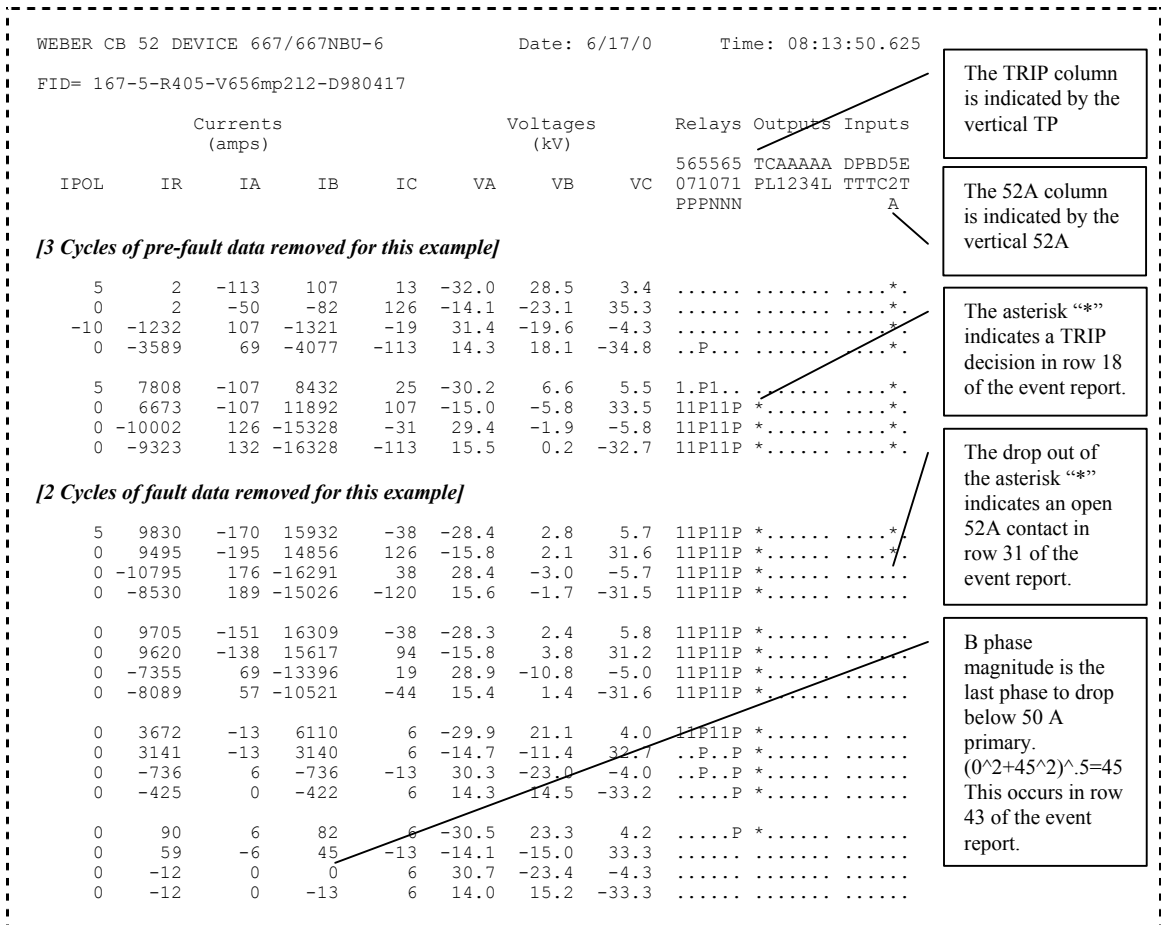 WEBER CB 52 DEVICE 667/667NBU-6 Date: 6/17/0 Time: 08:13:50.625
FID= 167-5-R405-V656mp2l2-D980417
Currents Voltages Relays Outputs Inputs
(amps) (kV)
565565 TCAAAAA DPBD5E
IPOL IR IA IB IC VA VB VC 071071 PL1234L TTTC2T
PPPNNN A
[3 Cycles of pre-fault data removed for this example]
5 2 -113 107 13 -32.0 28.5 3.4 ...... ....... ....*.
0 2 -50 -82 126 -14.1 -23.1 35.3 ...... ....... ....*.
-10 -1232 107 -1321 -19 31.4 -19.6 -4.3 ...... ....... ....*.
0 -3589 69 -4077 -113 14.3 18.1 -34.8 ..P... ....... ....*.
5 7808 -107 8432 25 -30.2 6.6 5.5 1.P1.. ....... ....*.
0 6673 -107 11892 107 -15.0 -5.8 33.5 11P11P *...... ....*.
0 -10002 126 -15328 -31 29.4 -1.9 -5.8 11P11P *...... ....*.
0 -9323 132 -16328 -113 15.5 0.2 -32.7 11P11P *...... ....*.
[2 Cycles of fault data removed for this example]
5 9830 -170 15932 -38 -28.4 2.8 5.7 11P11P *...... ....*.
0 9495 -195 14856 126 -15.8 2.1 31.6 11P11P *...... ....*.
0 -10795 176 -16291 38 28.4 -3.0 -5.7 11P11P *...... ......
0 -8530 189 -15026 -120 15.6 -1.7 -31.5 11P11P *...... ......
0 9705 -151 16309 -38 -28.3 2.4 5.8 11P11P *...... ......
0 9620 -138 15617 94 -15.8 3.8 31.2 11P11P *...... ......
0 -7355 69 -13396 19 28.9 -10.8 -5.0 11P11P *...... ......
0 -8089 57 -10521 -44 15.4 1.4 -31.6 11P11P *...... ......
0 3672 -13 6110 6 -29.9 21.1 4.0 11P11P *...... ......
0 3141 -13 3140 6 -14.7 -11.4 32.7 ..P..P *...... ......
0 -736 6 -736 -13 30.3 -23.0 -4.0 ..P..P *...... ......
0 -425 0 -422 6 14.3 14.5 -33.2 .....P *...... ......
0 90 6 82 6 -30.5 23.3 4.2 .....P *...... ......
0 59 -6 45 -13 -14.1 -15.0 33.3 ...... ....... ......
0 -12 0 0 6 30.7 -23.4 -4.3 ...... ....... ......
0 -12 0 -13 6 14.0 15.2 -33.3 ...... ....... ......
The TRIP column
is indicated by the
vertical TP
The 52A column
is indicated by the
vertical 52A
The asterisk “*”
indicates a TRIP
decision in row 18
of the event report.
The drop out of
the asterisk “*”
indicates an open
52A contact in
row 31 of the
event report.
B phase
magnitude is the
last phase to drop
below 50 A
primary.
(0^2+45^2)^.5=45
This occurs in row
43 of the event
report.